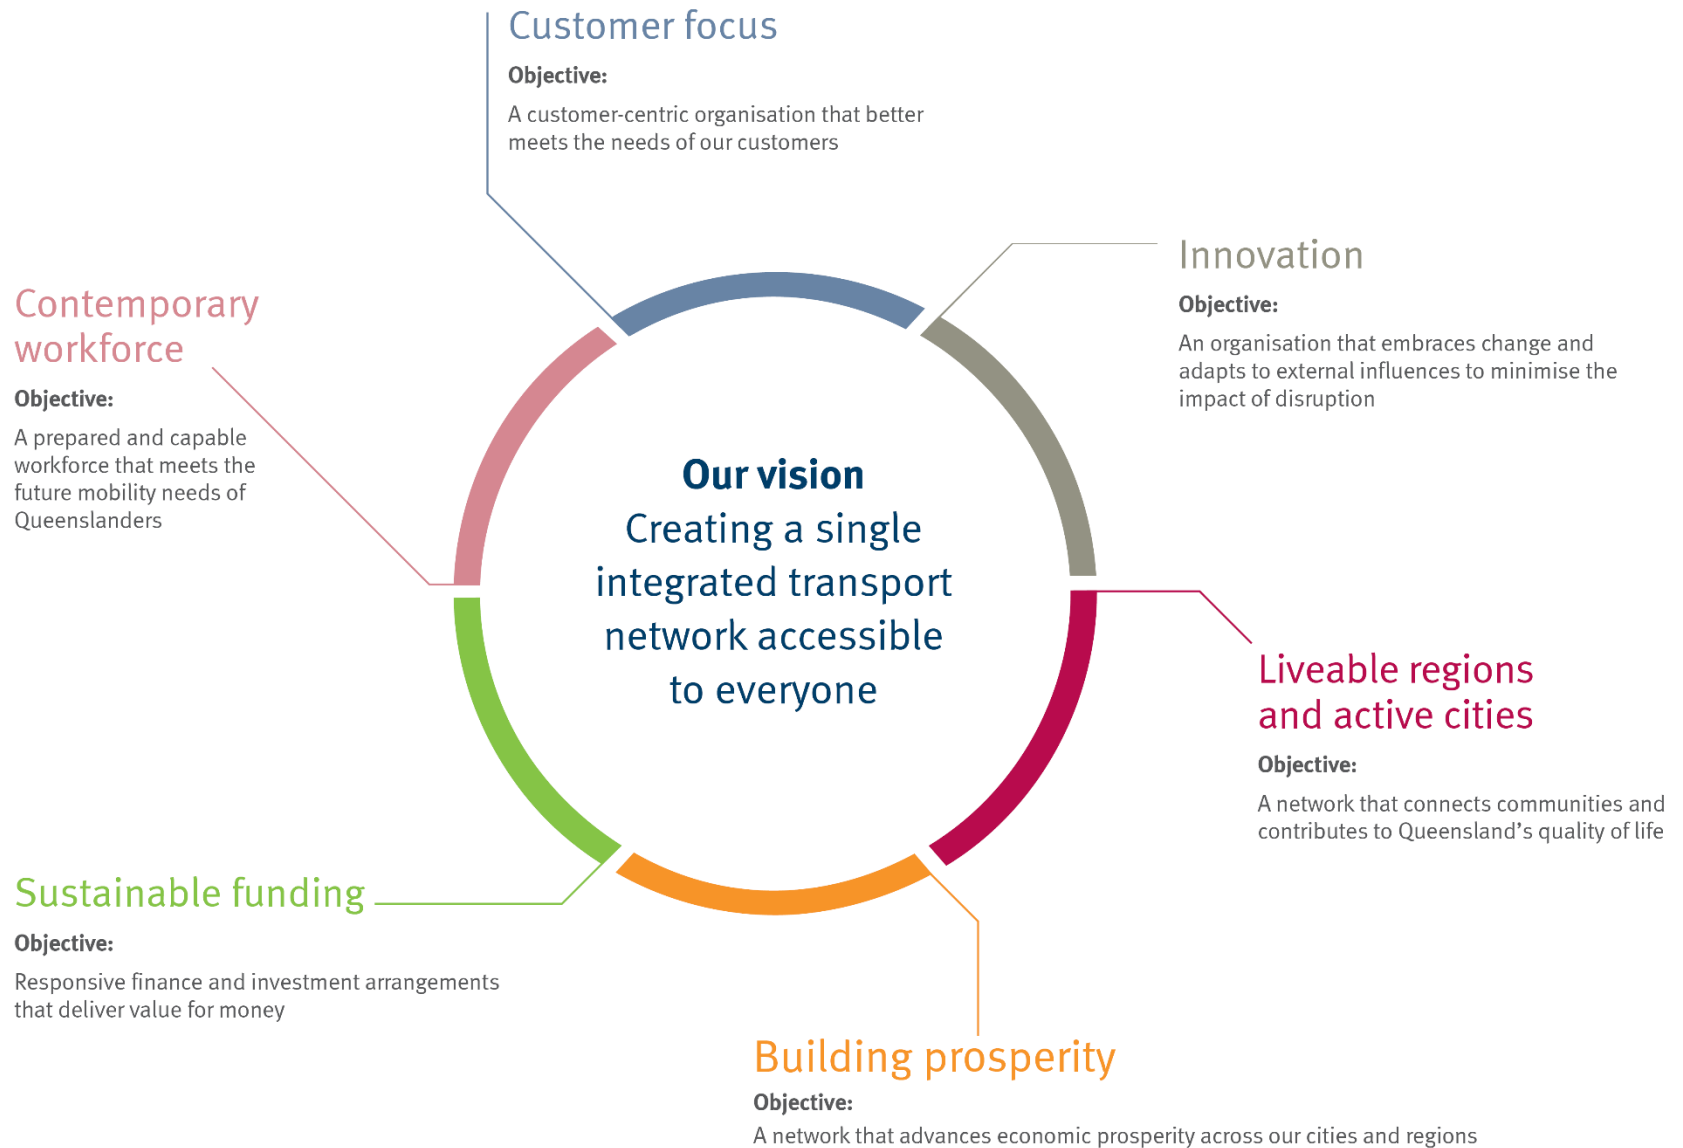 Customer focus
Objective:
A customer-centric organisation that better
meets the needs of our customers
Innovation
Objective:
An organisation that embraces change and
adapts to external influences to minimise the
impact of disruption
Contemporary
workforce
Objective:
A prepared and capable
workforce that meets the
future mobility needs of
Queenslanders
Our vision
Creating a single
integrated transport
network accessible
to everyone
Liveable regions
and active cities
Objective:
A network that connects communities and
contributes to Queensland’s quality of life
Sustainable funding
Objective:
Responsive finance and investment arrangements
that deliver value for money
Building prosperity
Objective:
A network that advances economic prosperity across our cities and regions